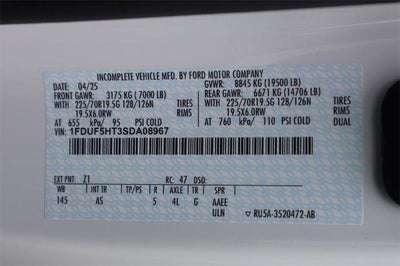 INCOMPLETE VEHICLE MFD. BY FORD MOTOR COMPANY
DATE: 04/25 GVWR: 8845 KG (19500 LB)
FRONT GAWR: 3175 KG ( 7000 LB) REAR GAWR: 6671 KG (14706 LB)
225/70R19.5G 128/126N TIRES 225/70R19.5G 128/126N TIRES
19.5X6.0RW RIMS 19.5X6.0RW RIMS
AT 655 kPa/ 95 PSI COLD AT 760 kPa/ 110 PSI COLD
VIN: 1FDUF5HT3SDA08967
EXT PNT: Z1 RC: 47 DSO:
WB INT TR TP/PS R AXLE TR SPR
145 AS 5 4L G AAEE
ULN RU5A-3520472-AB